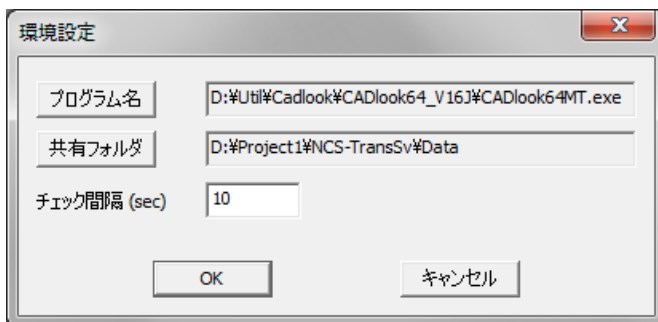 環境設定
プログラム名 D:¥Util¥Cadlook¥CADlook64_V16J¥CADlook64MT.exe
共有フォルダ D:¥Project1¥NCS-TransSv¥Data
チェック間隔 (sec) 10
OK キャンセル